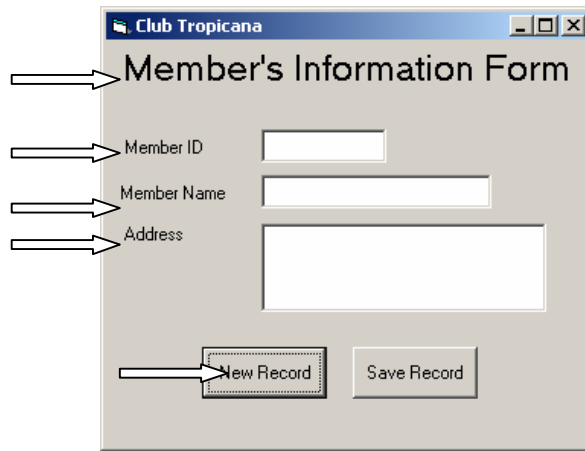 Club Tropicana
Member's Information Form
Member ID
Member Name
Address
New Record Save Record